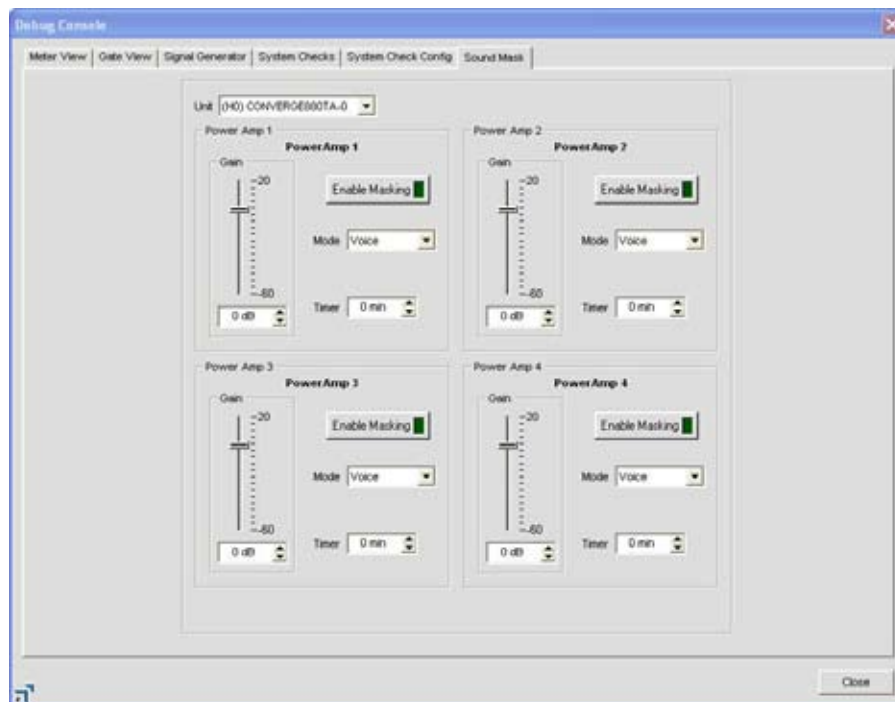 Debug Console
Meter View Gate View Signal Generator System Checks System Check Config Sound Mask
Unit (H0) CONVERGE880TA-0
Power Amp 1
PowerAmp 1
Gain
-20
-60
0 dB
Enable Masking
Mode Voice
Timer 0 min
Power Amp 2
PowerAmp 2
Gain
-20
-60
0 dB
Enable Masking
Mode Voice
Timer 0 min
Power Amp 3
PowerAmp 3
Gain
-20
-60
0 dB
Enable Masking
Mode Voice
Timer 0 min
Power Amp 4
PowerAmp 4
Gain
-20
-60
0 dB
Enable Masking
Mode Voice
Timer 0 min
Close